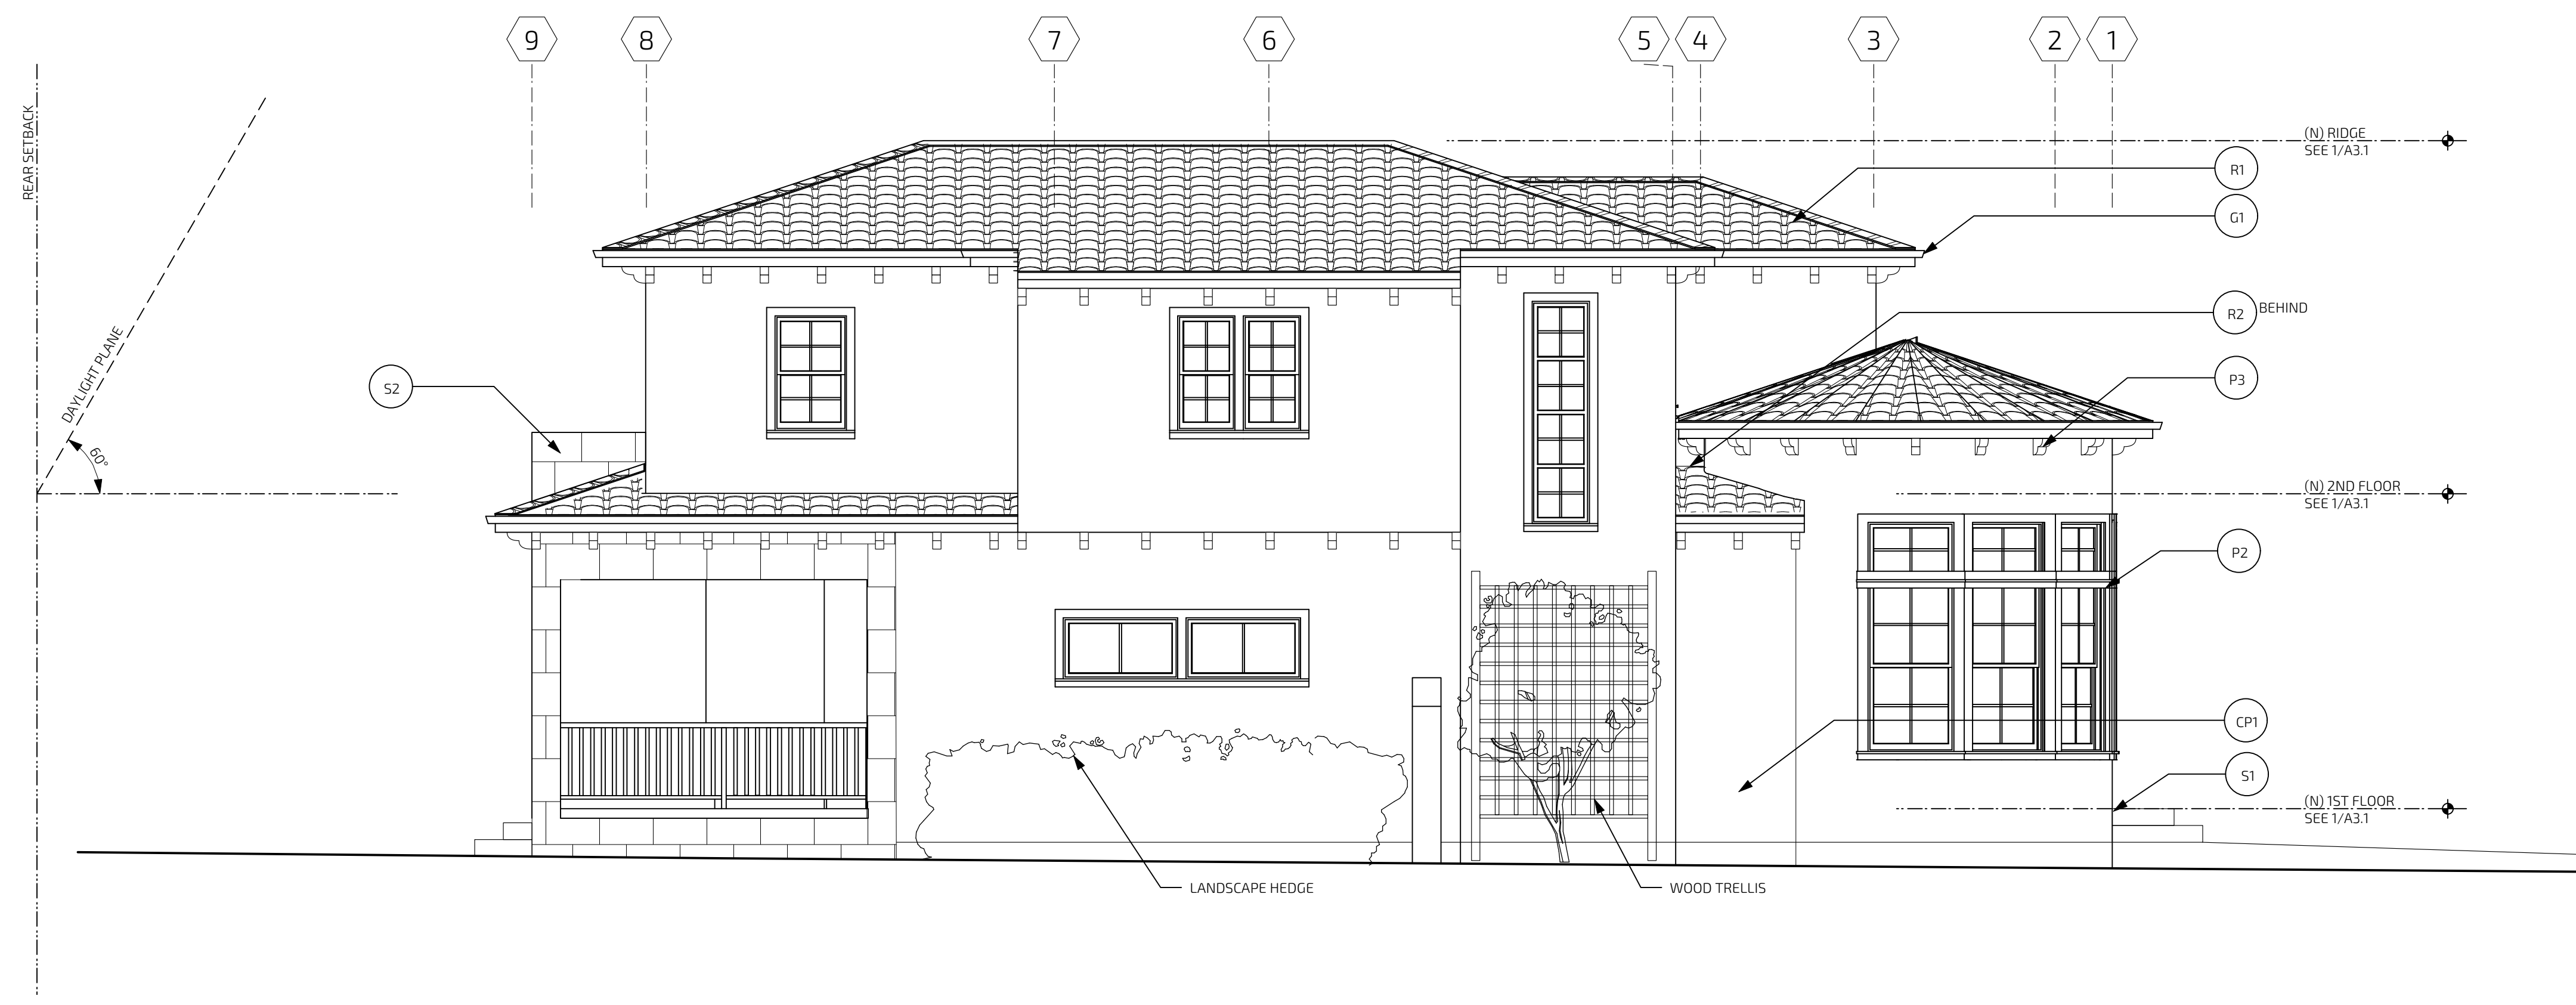 9
8
7
6
5
4
3
2
1
REAR SETBACK
(N) RIDGE
SEE 1/A3.1
R1
G1
R2 BEHIND
DAYLIGHT PLANE
P3
S2
60°
(N) 2ND FLOOR
SEE 1/A3.1
P2
CP1
S1
(N) 1ST FLOOR
SEE 1/A3.1
LANDSCAPE HEDGE
WOOD TRELLIS